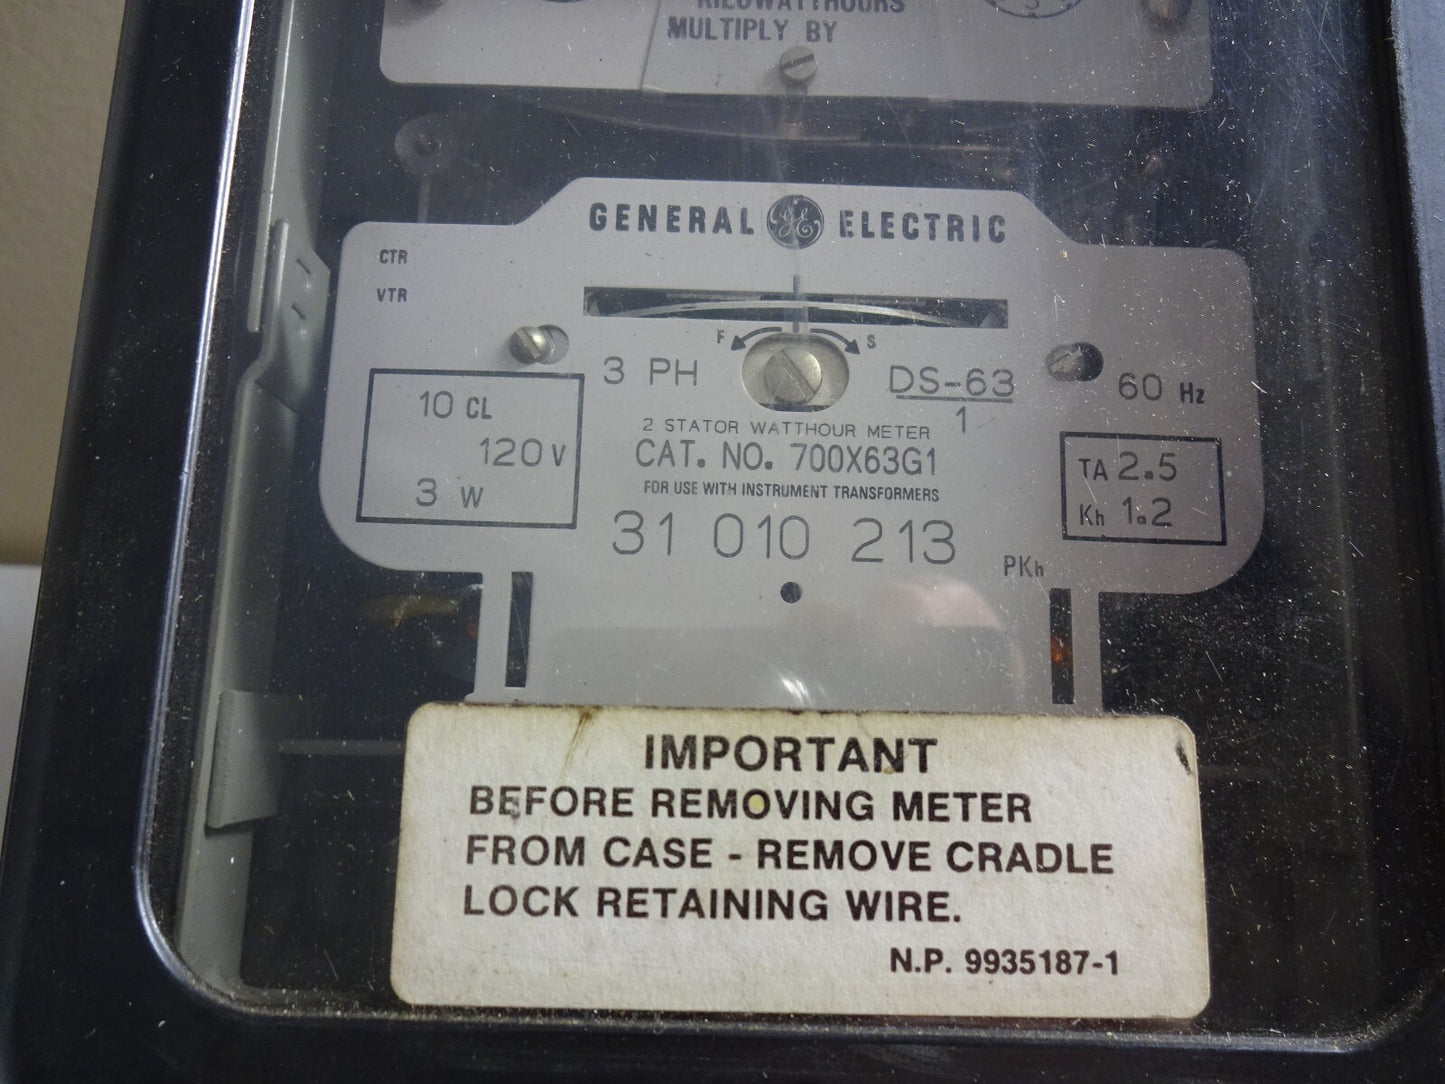 KILOWATTHOURS
MULTIPLY BY
GENERAL GE ELECTRIC
CTR
VTR
F S
3 PH
DS-63
1
60 Hz
10 CL
120 V
3 W
2 STATOR WATTHOUR METER
CAT. NO. 700X63G1
FOR USE WITH INSTRUMENT TRANSFORMERS
31 010 213
TA 2.5
Kh 1.2
PKh
IMPORTANT
BEFORE REMOVING METER
FROM CASE - REMOVE CRADLE
LOCK RETAINING WIRE.
N.P. 9935187-1